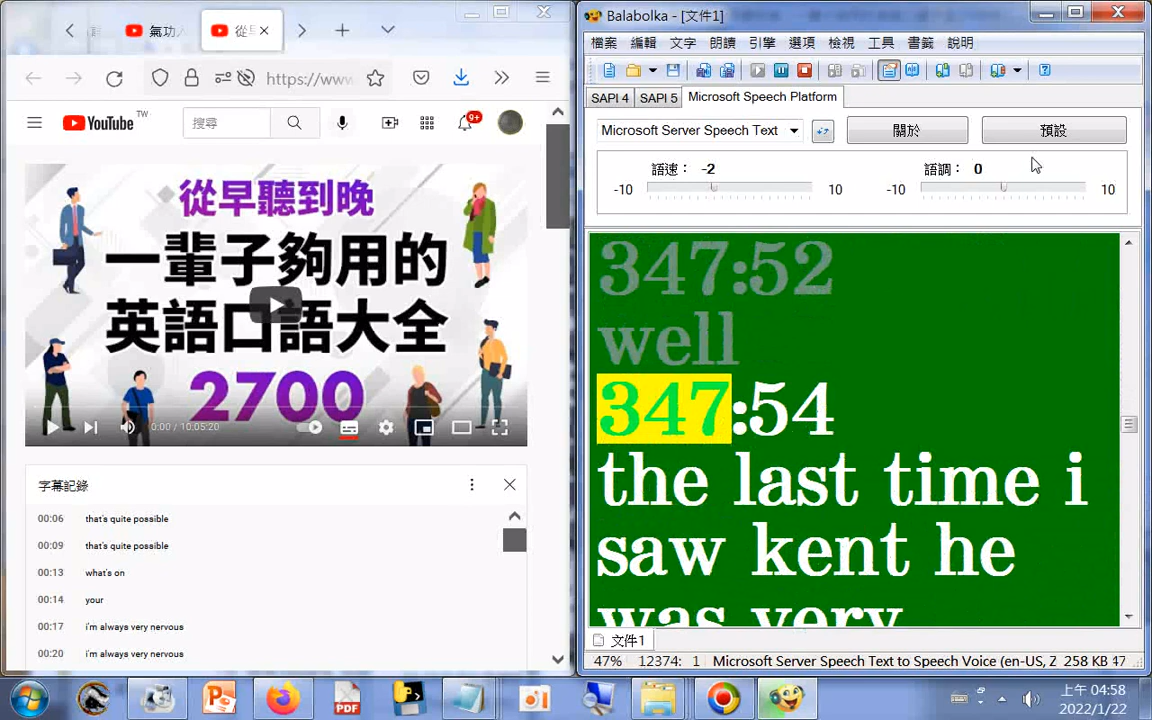 氣功
從
https://www
YouTube TW
搜尋
9+
從早聽到晚
一輩子夠用的
英語口語大全
2700
0:00 / 10:05:20
字幕記錄
00:06 that's quite possible
00:09 that's quite possible
00:13 what's on
00:14 your
00:17 i'm always very nervous
00:20 i'm always very nervous
Balabolka - [文件1]
檔案 編輯 文字 朗讀 引擎 選項 檢視 工具 書籤 說明
SAPI 4 SAPI 5 Microsoft Speech Platform
Microsoft Server Speech Text 關於 預設
語速： -2 語調： 0
-10 10 -10 10
347:52
well
347:54
the last time i
saw kent he
was very
文件1
47% 12374: 1 Microsoft Server Speech Text to Speech Voice (en-US, Z 258 KB 47
PDF
上午 04:58
2022/1/22